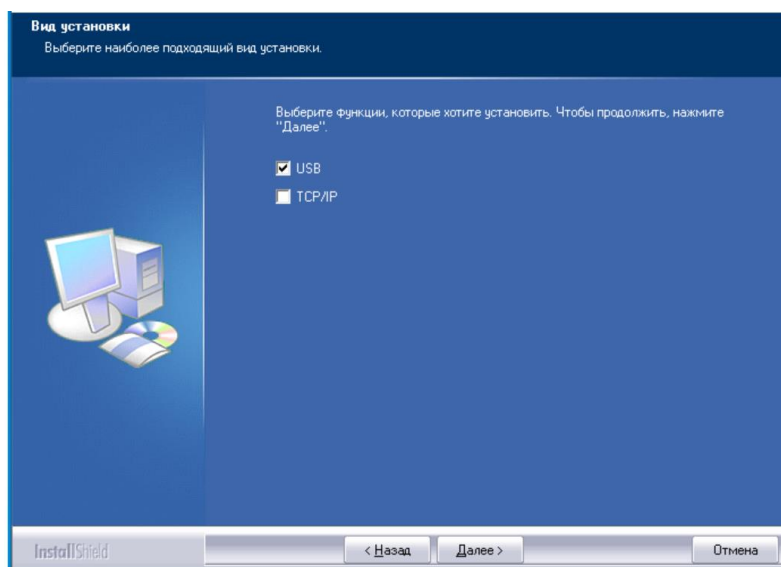 Вид установки
Выберите наиболее подходящий вид установки.
Выберите функции, которые хотите установить. Чтобы продолжить, нажмите
"Далее".
USB
TCP/IP
InstallShield
< Назад
Далее >
Отмена